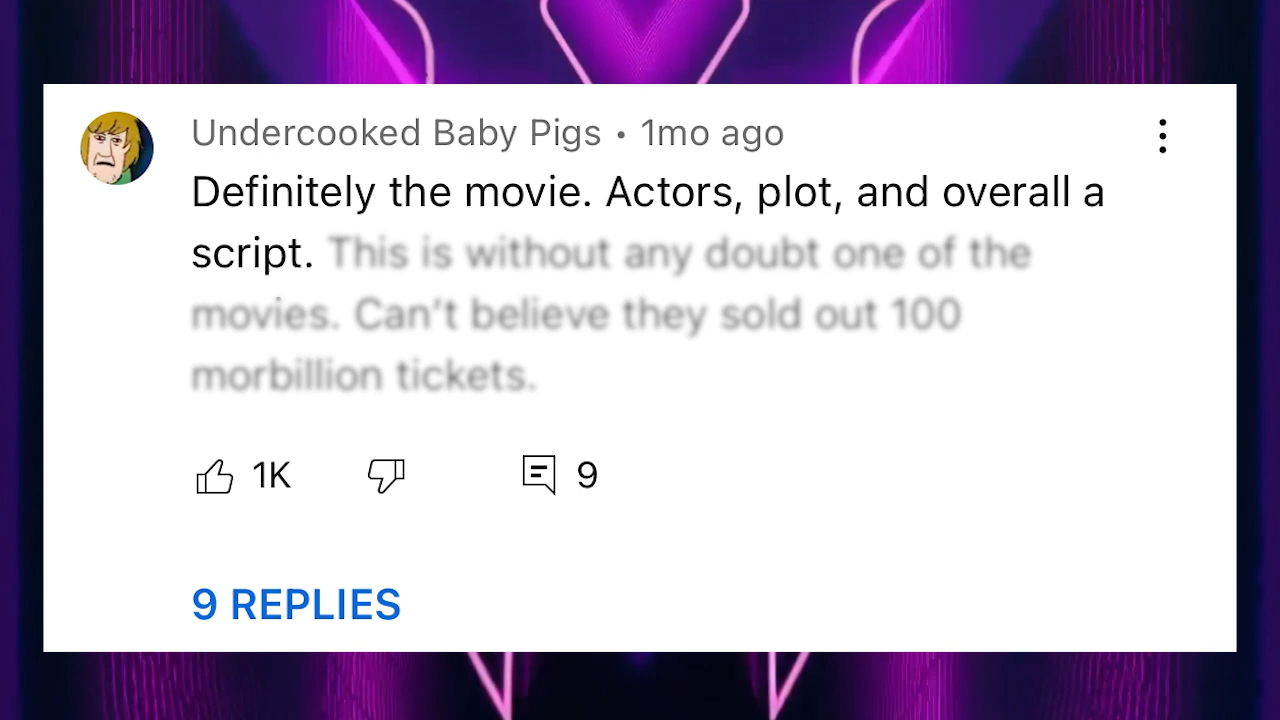 Undercooked Baby Pigs • 1mo ago
Definitely the movie. Actors, plot, and overall a
script. This is without any doubt one of the
movies. Can't believe they sold out 100
morbillion tickets.
1K 9
9 REPLIES